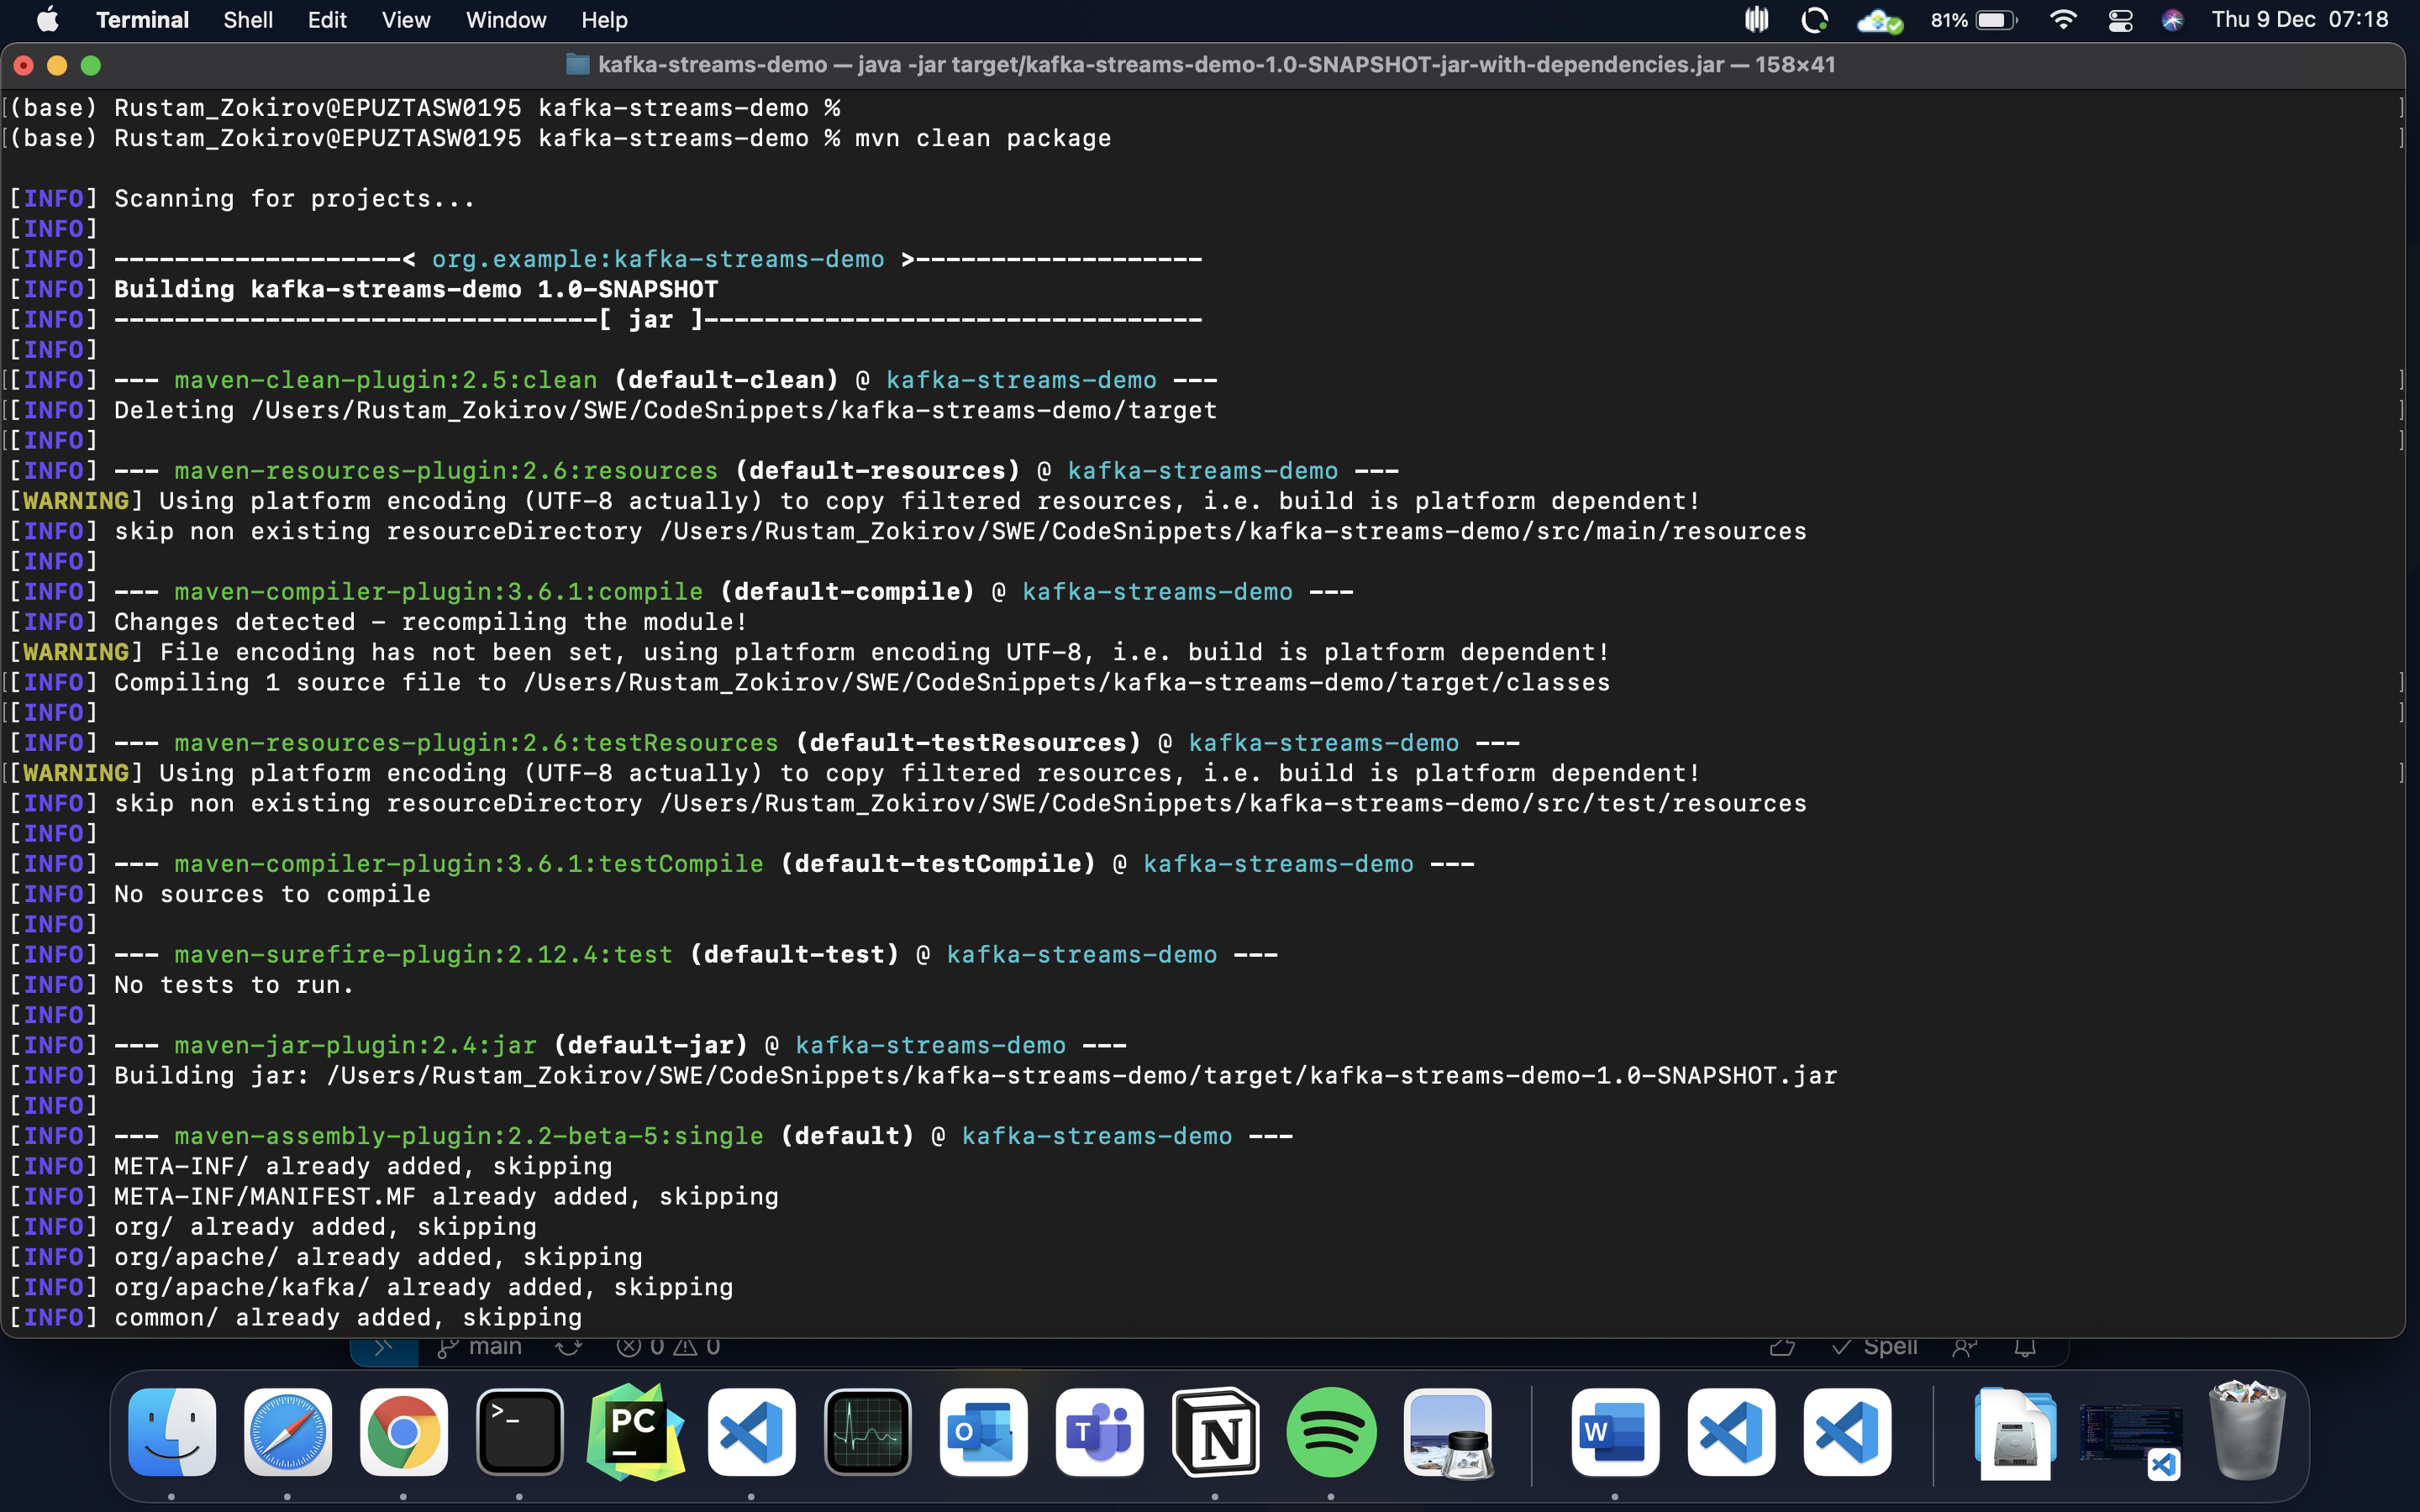 Terminal Shell Edit View Window Help 81% Thu 9 Dec 07:18
kafka-streams-demo — java -jar target/kafka-streams-demo-1.0-SNAPSHOT-jar-with-dependencies.jar — 158×41
[(base) Rustam_Zokirov@EPUZTASW0195 kafka-streams-demo % ]
[(base) Rustam_Zokirov@EPUZTASW0195 kafka-streams-demo % mvn clean package ]
[INFO] Scanning for projects...
[INFO]
[INFO] -------------------< org.example:kafka-streams-demo >-------------------
[INFO] Building kafka-streams-demo 1.0-SNAPSHOT
[INFO] --------------------------------[ jar ]---------------------------------
[INFO]
[[INFO] --- maven-clean-plugin:2.5:clean (default-clean) @ kafka-streams-demo --- ]
[[INFO] Deleting /Users/Rustam_Zokirov/SWE/CodeSnippets/kafka-streams-demo/target ]
[[INFO] ]
[INFO] --- maven-resources-plugin:2.6:resources (default-resources) @ kafka-streams-demo ---
[WARNING] Using platform encoding (UTF-8 actually) to copy filtered resources, i.e. build is platform dependent!
[INFO] skip non existing resourceDirectory /Users/Rustam_Zokirov/SWE/CodeSnippets/kafka-streams-demo/src/main/resources
[INFO]
[INFO] --- maven-compiler-plugin:3.6.1:compile (default-compile) @ kafka-streams-demo ---
[INFO] Changes detected - recompiling the module!
[WARNING] File encoding has not been set, using platform encoding UTF-8, i.e. build is platform dependent!
[[INFO] Compiling 1 source file to /Users/Rustam_Zokirov/SWE/CodeSnippets/kafka-streams-demo/target/classes ]
[[INFO] ]
[INFO] --- maven-resources-plugin:2.6:testResources (default-testResources) @ kafka-streams-demo ---
[[WARNING] Using platform encoding (UTF-8 actually) to copy filtered resources, i.e. build is platform dependent! ]
[INFO] skip non existing resourceDirectory /Users/Rustam_Zokirov/SWE/CodeSnippets/kafka-streams-demo/src/test/resources
[INFO]
[INFO] --- maven-compiler-plugin:3.6.1:testCompile (default-testCompile) @ kafka-streams-demo ---
[INFO] No sources to compile
[INFO]
[INFO] --- maven-surefire-plugin:2.12.4:test (default-test) @ kafka-streams-demo ---
[INFO] No tests to run.
[INFO]
[INFO] --- maven-jar-plugin:2.4:jar (default-jar) @ kafka-streams-demo ---
[INFO] Building jar: /Users/Rustam_Zokirov/SWE/CodeSnippets/kafka-streams-demo/target/kafka-streams-demo-1.0-SNAPSHOT.jar
[INFO]
[INFO] --- maven-assembly-plugin:2.2-beta-5:single (default) @ kafka-streams-demo ---
[INFO] META-INF/ already added, skipping
[INFO] META-INF/MANIFEST.MF already added, skipping
[INFO] org/ already added, skipping
[INFO] org/apache/ already added, skipping
[INFO] org/apache/kafka/ already added, skipping
[INFO] common/ already added, skipping
main 0 0 Spell
>_ PC O T N W